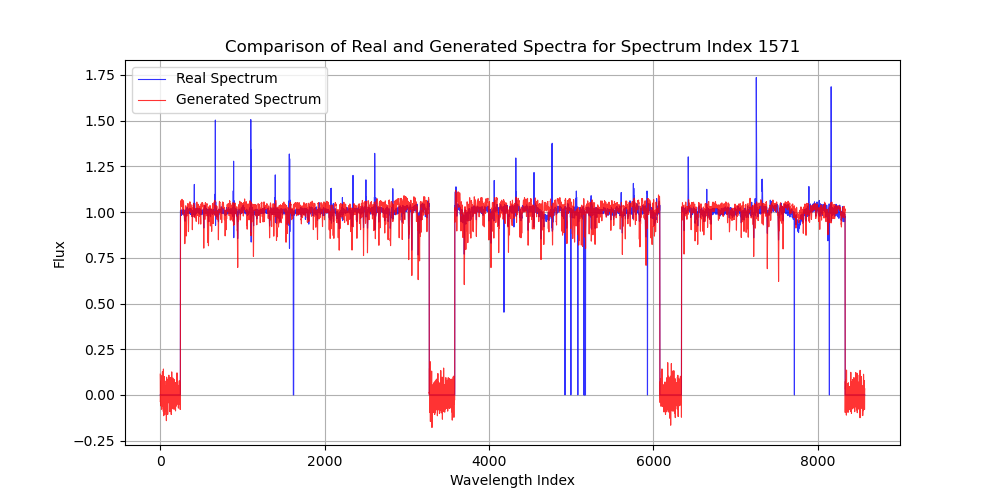 Comparison of Real and Generated Spectra for Spectrum Index 1571
Real Spectrum
Generated Spectrum
Flux
1.75
1.50
1.25
1.00
0.75
0.50
0.25
0.00
−0.25
0 2000 4000 6000 8000
Wavelength Index